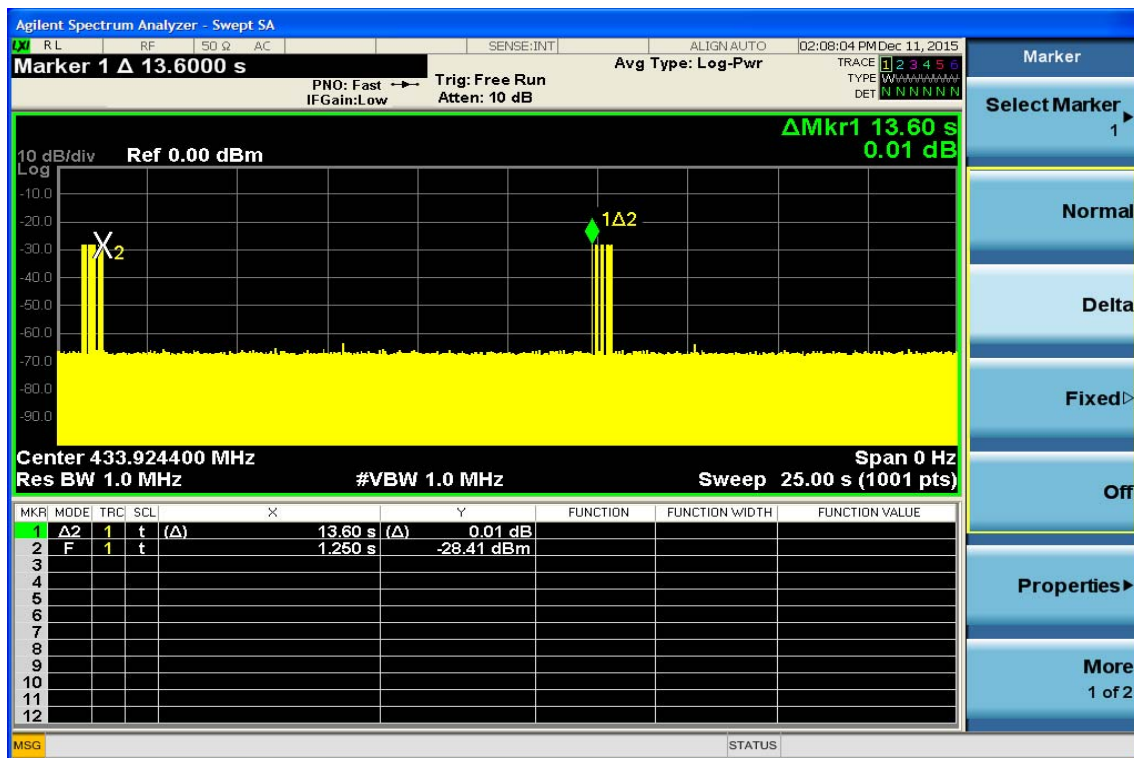 Agilent Spectrum Analyzer - Swept SA
LXI RL RF 50 Ω AC SENSE:INT ALIGN AUTO 02:08:04 PM Dec 11, 2015
Marker 1 Δ 13.6000 s
PNO: Fast
IFGain:Low
Trig: Free Run
Atten: 10 dB
Avg Type: Log-Pwr
TRACE 1 2 3 4 5 6
TYPE
DET N N N N N N
ΔMkr1 13.60 s
0.01 dB
10 dB/div Ref 0.00 dBm
Log
-10.0
-20.0
-30.0
-40.0
-50.0
-60.0
-70.0
-80.0
-90.0
X2
1Δ2
Center 433.924400 MHz Span 0 Hz
Res BW 1.0 MHz #VBW 1.0 MHz Sweep 25.00 s (1001 pts)
MKR MODE TRC SCL X Y FUNCTION FUNCTION WIDTH FUNCTION VALUE
1 Δ2 1 t (Δ) 13.60 s (Δ) 0.01 dB
2 F 1 t 1.250 s -28.41 dBm
3
4
5
6
7
8
9
10
11
12
MSG STATUS
Marker
Select Marker
1
Normal
Delta
Fixed
Off
Properties
More
1 of 2